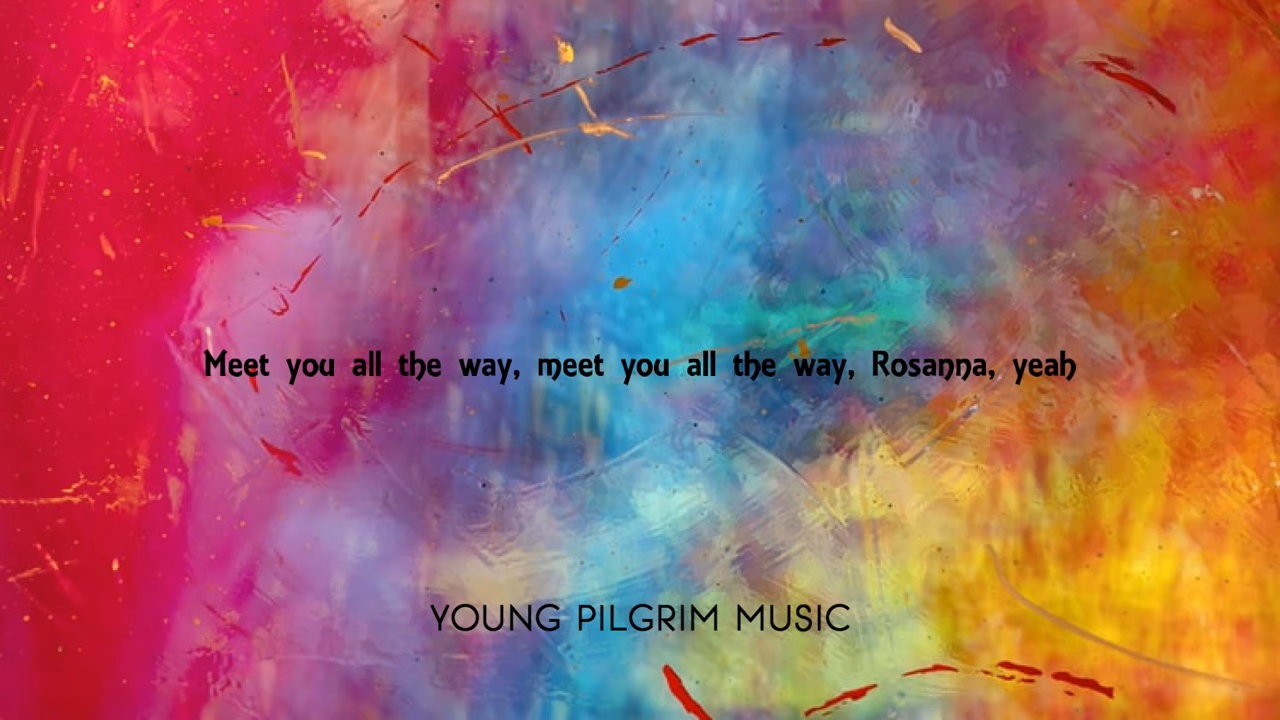 Meet you all the way, meet you all the way, Rosanna, yeah
YOUNG PILGRIM MUSIC